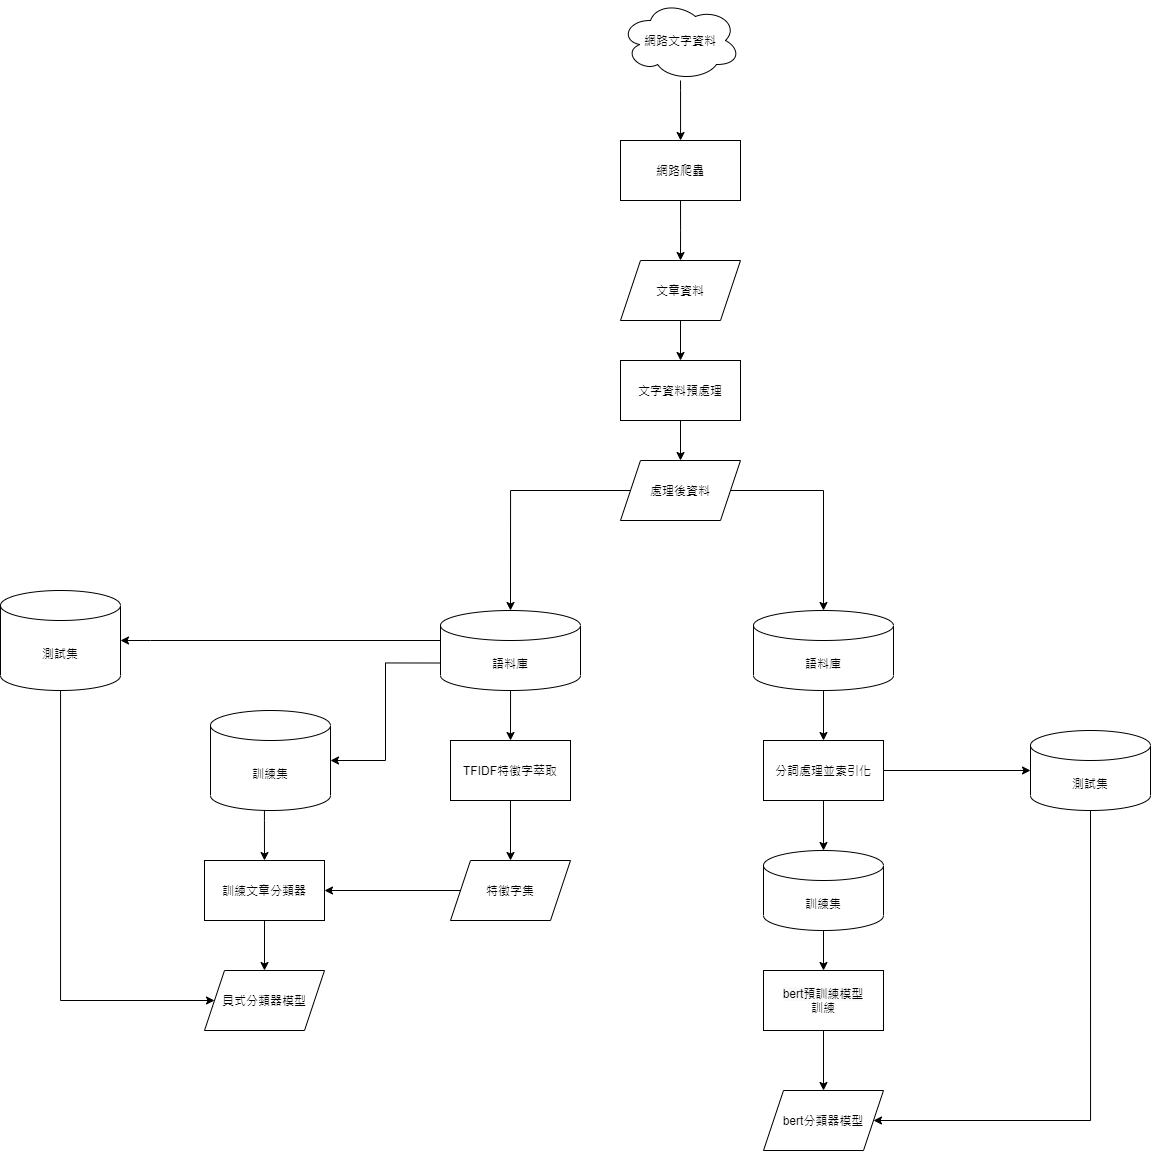 網路文字資料
網路爬蟲
文章資料
文字資料預處理
處理後資料
測試集
語料庫
訓練集
TFIDF特徵字萃取
訓練文章分類器
特徵字集
貝式分類器模型
語料庫
分詞處理並索引化
測試集
訓練集
bert預訓練模型
訓練
bert分類器模型